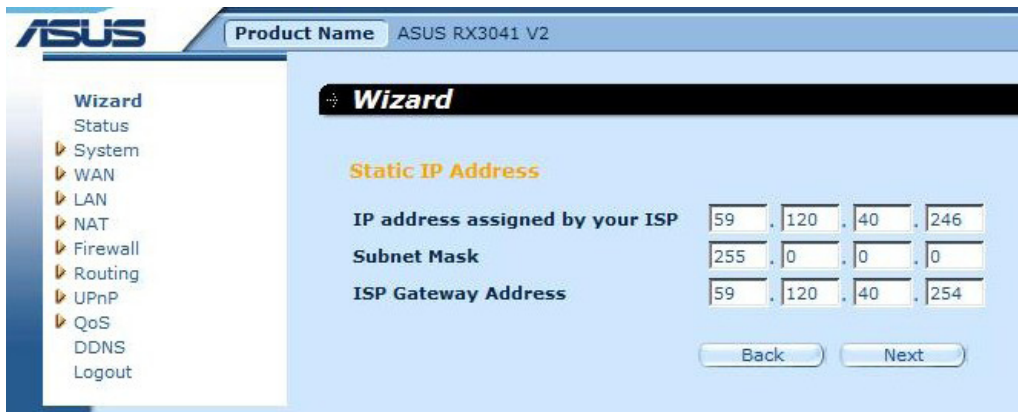 ASUS
Product Name ASUS RX3041 V2
Wizard
Status
System
WAN
LAN
NAT
Firewall
Routing
UPnP
QoS
DDNS
Logout
Wizard
Static IP Address
IP address assigned by your ISP 59 . 120 . 40 . 246
Subnet Mask 255 . 0 . 0 . 0
ISP Gateway Address 59 . 120 . 40 . 254
Back Next